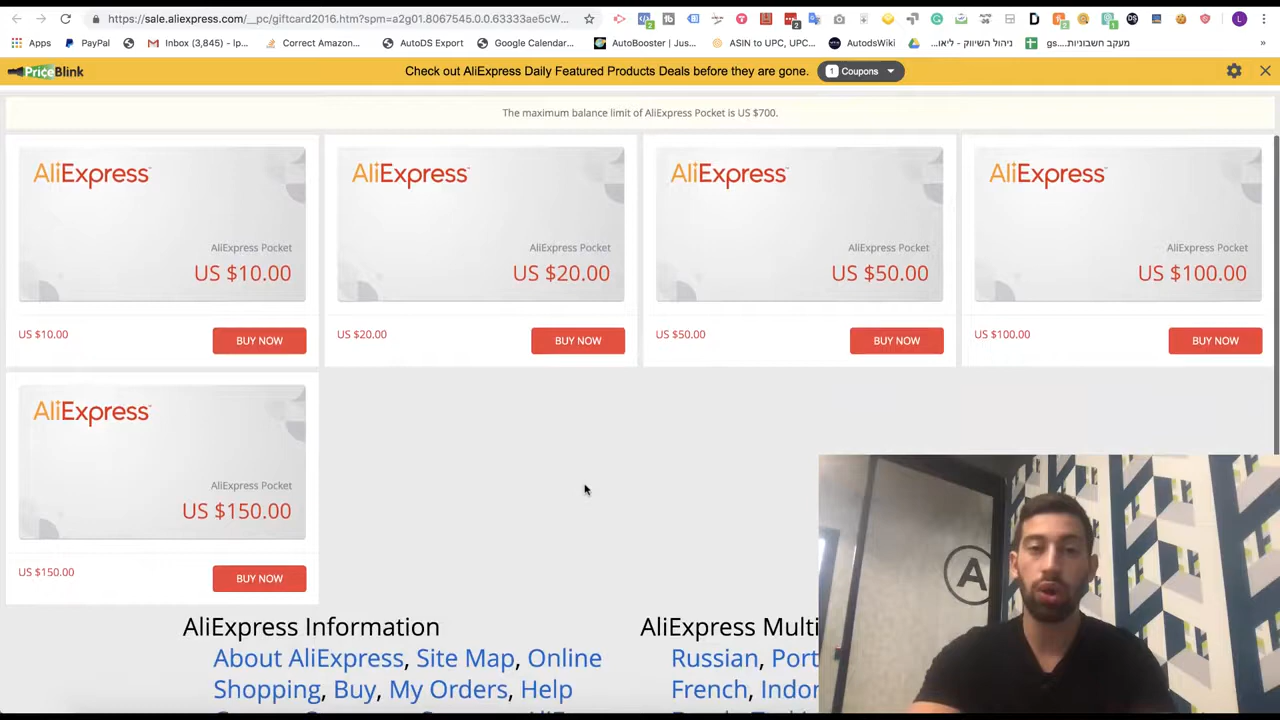 https://sale.aliexpress.com/__pc/giftcard2016.htm?spm=a2g01.8067545.0.0.63333ae5cW...
Apps PayPal Inbox (3,845) - lp... Correct Amazon... AutoDS Export Google Calendar... AutoBooster | Jus... ASIN to UPC, UPC... AutodsWiki ניהול השיווק - ליאו... gs.... מעקב חשבוניות »
PriceBlink Check out AliExpress Daily Featured Products Deals before they are gone. 1 Coupons
The maximum balance limit of AliExpress Pocket is US $700.
AliExpress AliExpress AliExpress AliExpress
AliExpress Pocket AliExpress Pocket AliExpress Pocket AliExpress Pocket
US $10.00 US $20.00 US $50.00 US $100.00
US $10.00 BUY NOW US $20.00 BUY NOW US $50.00 BUY NOW US $100.00 BUY NOW
AliExpress
AliExpress Pocket
US $150.00
US $150.00 BUY NOW
A
AliExpress Information AliExpress Multi
About AliExpress, Site Map, Online Russian, Port
Shopping, Buy, My Orders, Help French, Indor